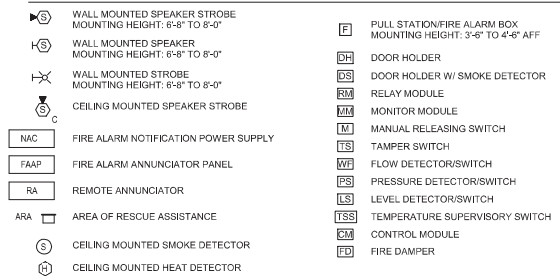 S WALL MOUNTED SPEAKER STROBE
MOUNTING HEIGHT: 6'-8" TO 8'-0"
S WALL MOUNTED SPEAKER
MOUNTING HEIGHT: 6'-8" TO 8'-0"
WALL MOUNTED STROBE
MOUNTING HEIGHT: 6'-8" TO 8'-0"
S C CEILING MOUNTED SPEAKER STROBE
NAC FIRE ALARM NOTIFICATION POWER SUPPLY
FAAP FIRE ALARM ANNUNCIATOR PANEL
RA REMOTE ANNUNCIATOR
ARA AREA OF RESCUE ASSISTANCE
S CEILING MOUNTED SMOKE DETECTOR
H CEILING MOUNTED HEAT DETECTOR
F PULL STATION/FIRE ALARM BOX
MOUNTING HEIGHT: 3'-6" TO 4'-6" AFF
DH DOOR HOLDER
DS DOOR HOLDER W/ SMOKE DETECTOR
RM RELAY MODULE
MM MONITOR MODULE
M MANUAL RELEASING SWITCH
TS TAMPER SWITCH
WF FLOW DETECTOR/SWITCH
PS PRESSURE DETECTOR/SWITCH
LS LEVEL DETECTOR/SWITCH
TSS TEMPERATURE SUPERVISORY SWITCH
CM CONTROL MODULE
FD FIRE DAMPER